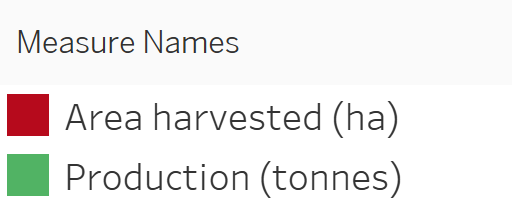 Measure Names
Area harvested (ha)
Production (tonnes)